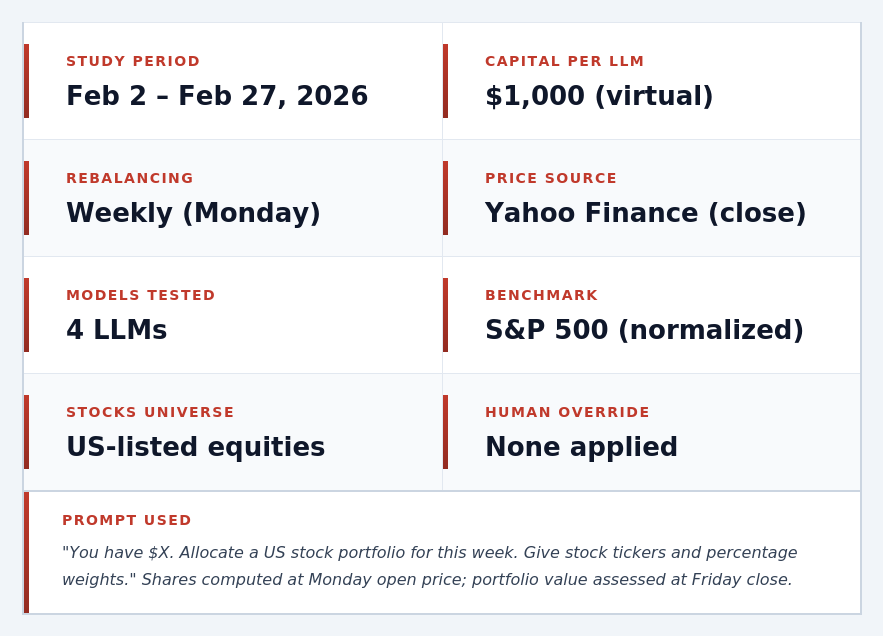 STUDY PERIOD
Feb 2 – Feb 27, 2026
CAPITAL PER LLM
$1,000 (virtual)
REBALANCING
Weekly (Monday)
PRICE SOURCE
Yahoo Finance (close)
MODELS TESTED
4 LLMs
BENCHMARK
S&P 500 (normalized)
STOCKS UNIVERSE
US-listed equities
HUMAN OVERRIDE
None applied
PROMPT USED
"You have $X. Allocate a US stock portfolio for this week. Give stock tickers and percentage
weights." Shares computed at Monday open price; portfolio value assessed at Friday close.